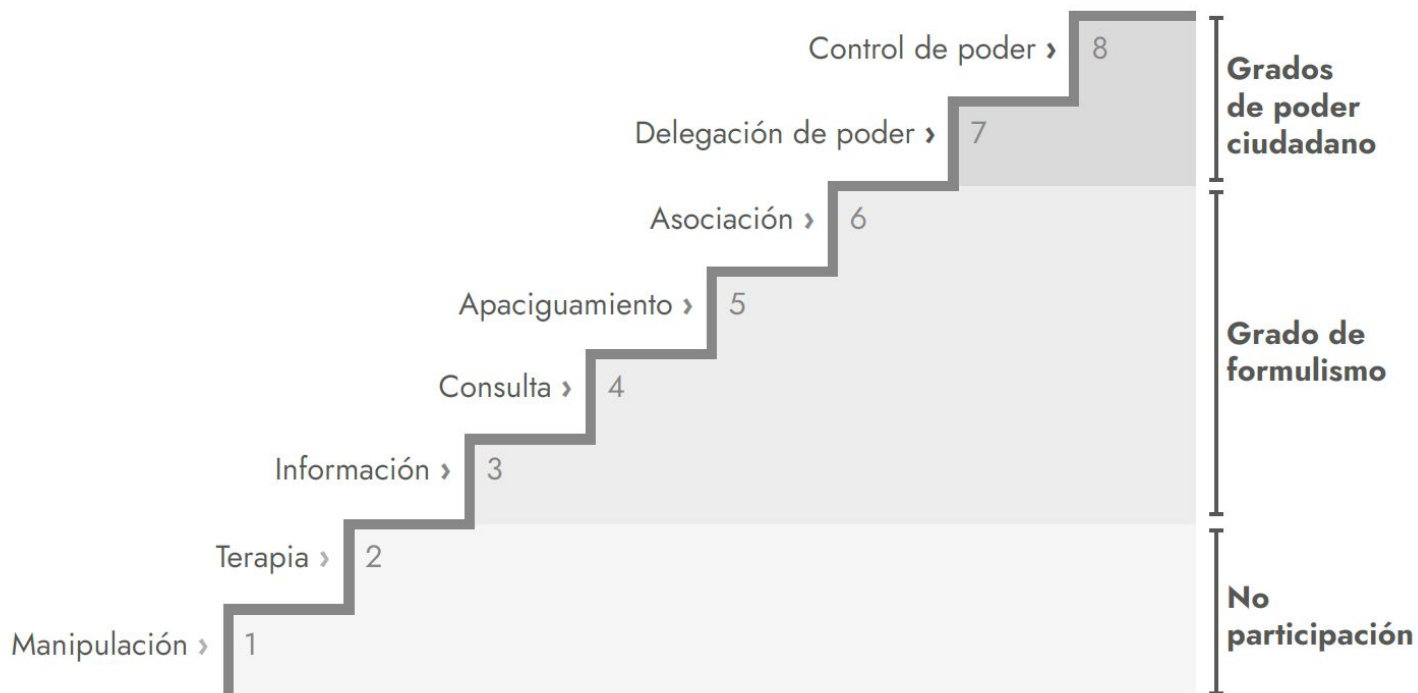 Control de poder ›
8
Grados
de poder
ciudadano
Delegación de poder ›
7
Asociación ›
6
Apaciguamiento ›
5
Grado de
formulismo
Consulta ›
4
Información ›
3
Terapia ›
2
No
participación
Manipulación ›
1